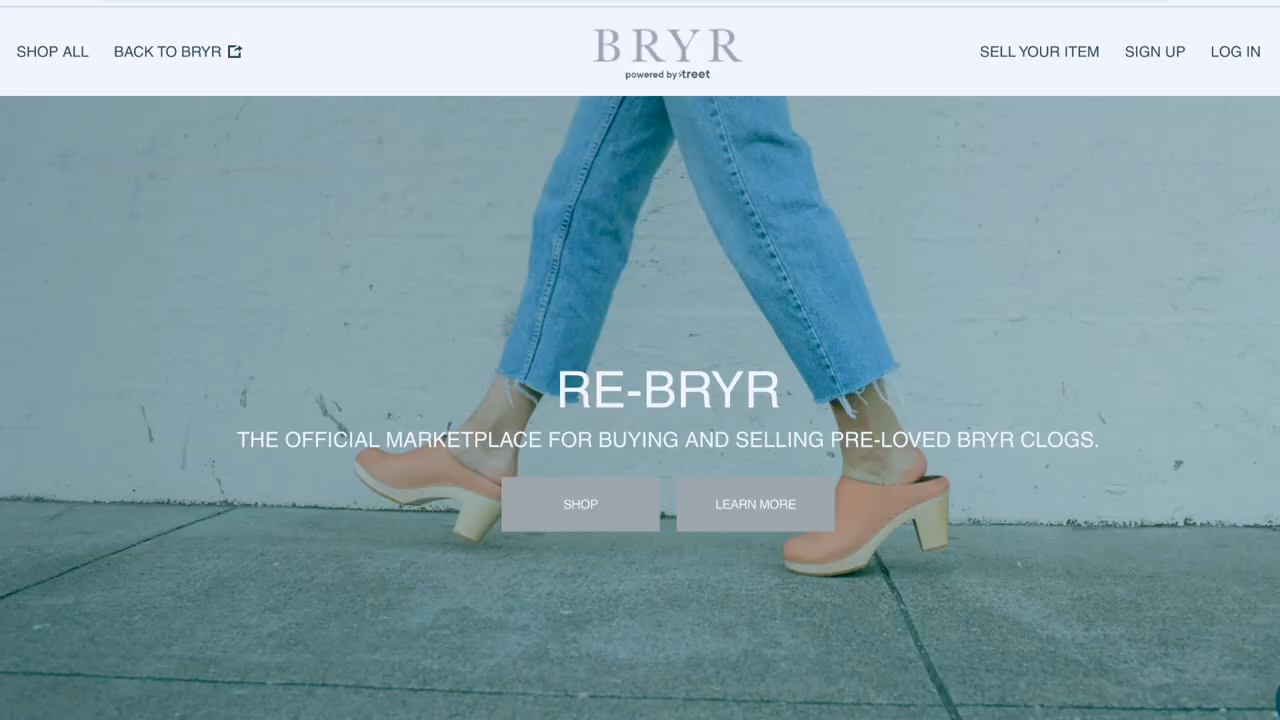 SHOP ALL
BACK TO BRYR
BRYR
powered by treet
SELL YOUR ITEM
SIGN UP
LOG IN
RE-BRYR
THE OFFICIAL MARKETPLACE FOR BUYING AND SELLING PRE-LOVED BRYR CLOGS.
SHOP
LEARN MORE